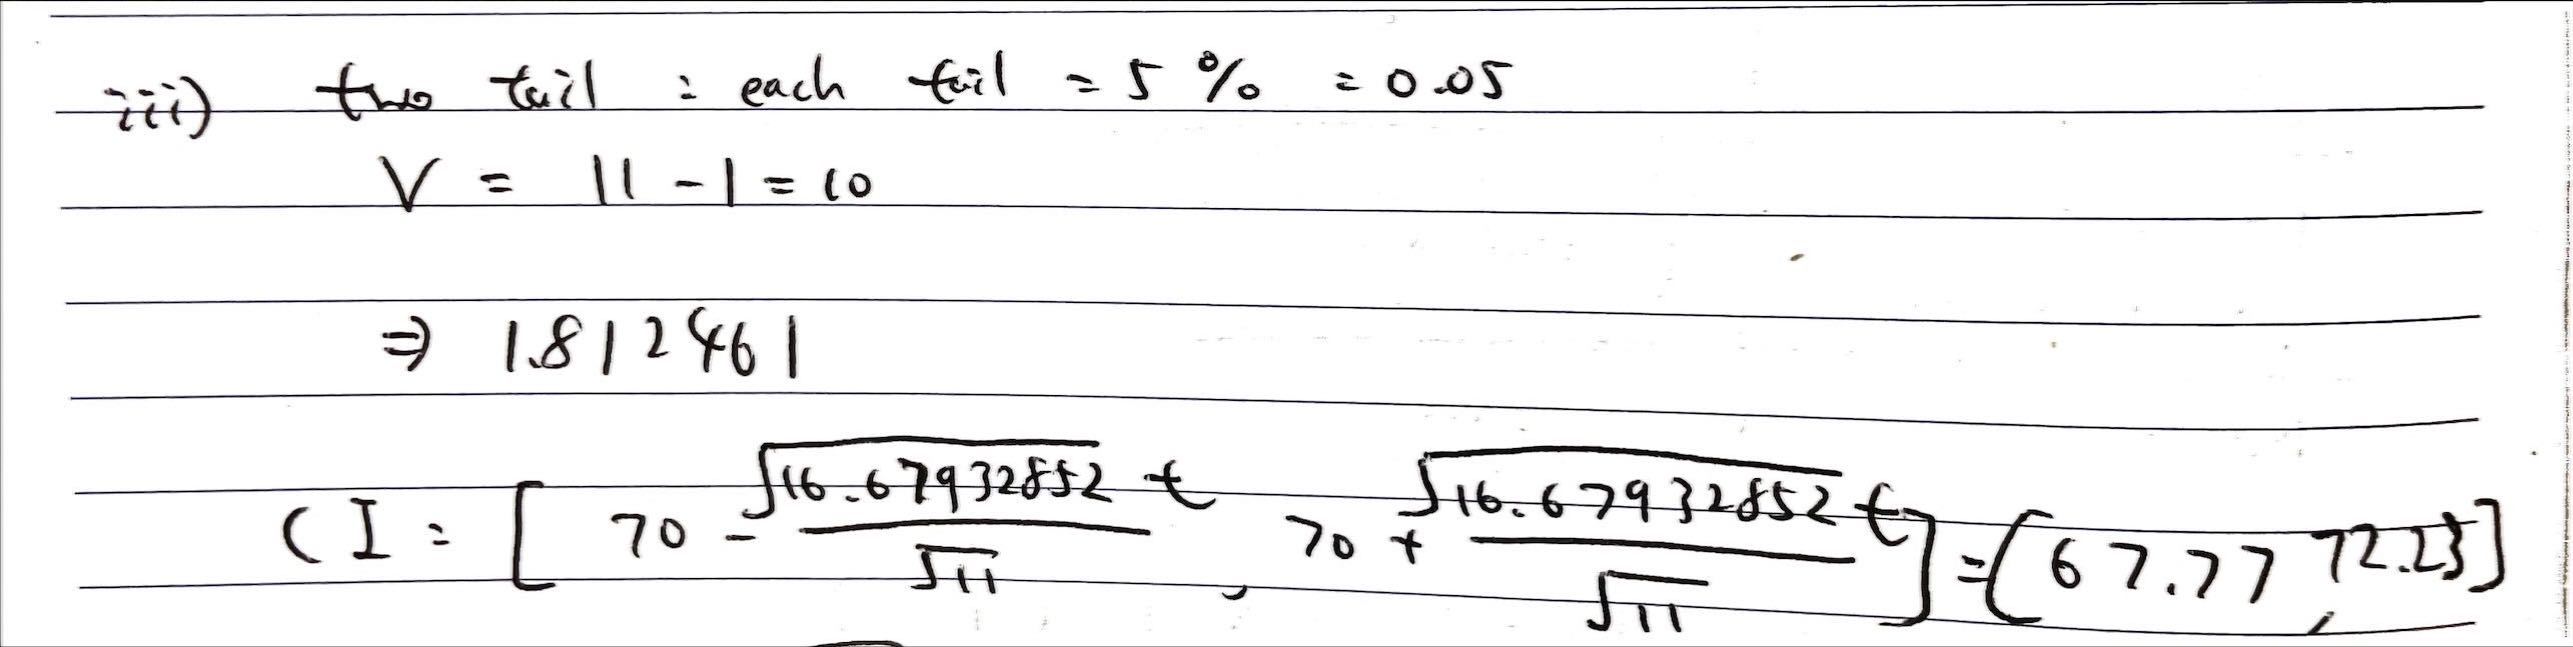 iii) two tail : each tail = 5 % = 0.05
V = 11 - 1 = 10
⇒ 1.812461
CI = [ 70 - √16.67932852 t / √11 , 70 + √16.67932852 t / √11 ] = [ 67.77, 72.23 ]